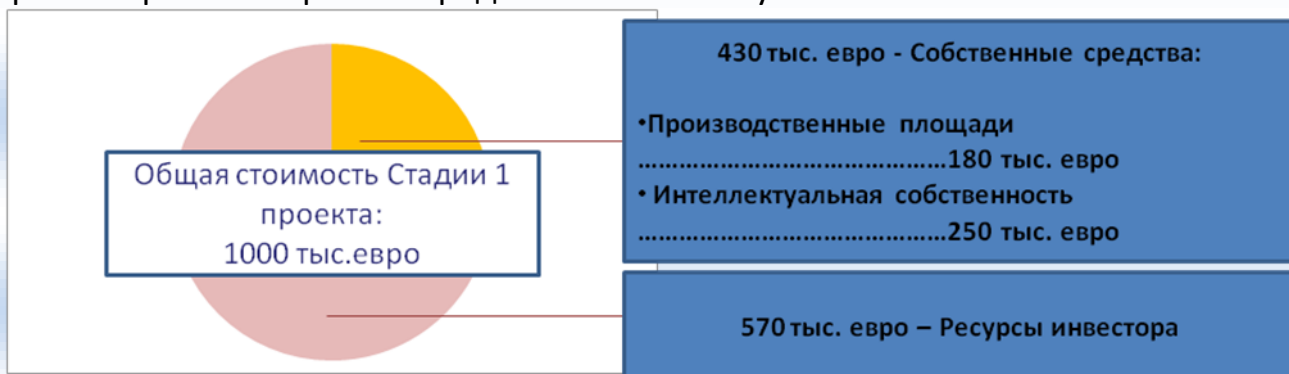 Общая стоимость Стадии 1
проекта:
1000 тыс.евро
430 тыс. евро - Собственные средства:
•Производственные площади
……………………………………180 тыс. евро
• Интеллектуальная собственность
……………………………………250 тыс. евро
570 тыс. евро – Ресурсы инвестора